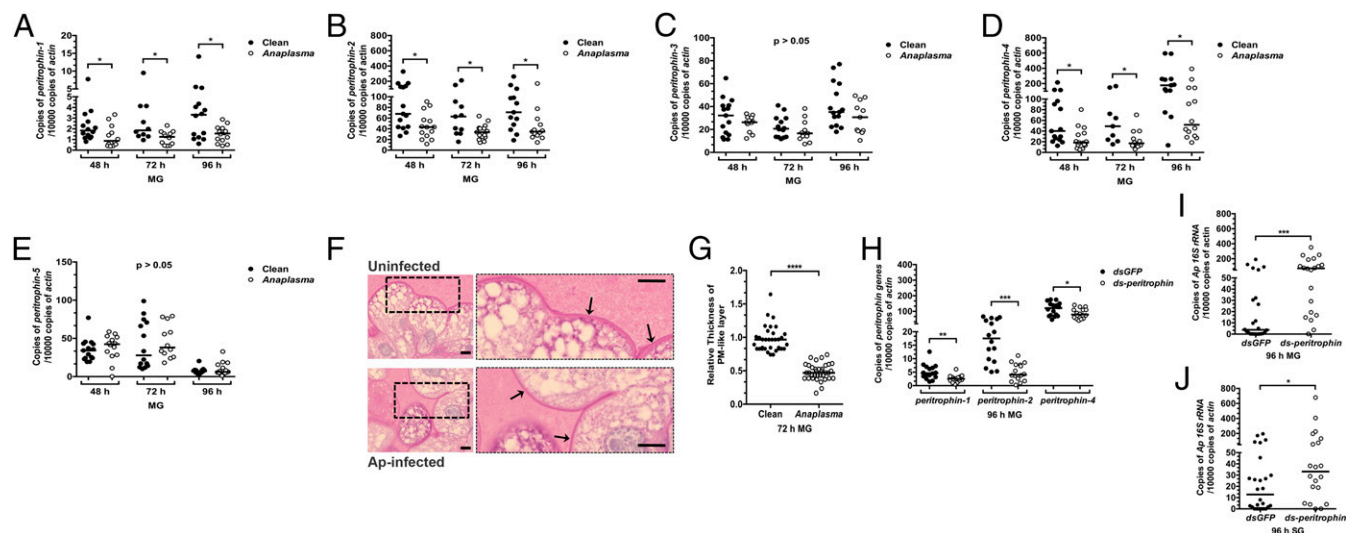 A
Copies of peritrophin-1
/10000 copies of actin
20
15
10
5
5
4
3
2
1
0
*
*
*
48 h
72 h
96 h
MG
Clean
Anaplasma
B
Copies of peritrophin-2
/10000 copies of actin
800
600
400
200
100
80
60
40
20
0
*
*
*
48 h
72 h
96 h
MG
Clean
Anaplasma
C
Copies of peritrophin-3
/10000 copies of actin
100
80
60
40
20
0
p > 0.05
48 h
72 h
96 h
MG
Clean
Anaplasma
D
Copies of peritrophin-4
/10000 copies of actin
800
600
400
200
100
80
60
40
20
0
*
*
*
48 h
72 h
96 h
MG
Clean
Anaplasma
E
Copies of peritrophin-5
/10000 copies of actin
150
100
50
0
p > 0.05
48 h
72 h
96 h
MG
Clean
Anaplasma
F
Uninfected
Ap-infected
G
Relative Thickness of
PM-like layer
2.0
1.5
1.0
0.5
0.0
****
Clean
Anaplasma
72 h MG
H
Copies of peritrophin genes
/10000 copies of actin
400
300
200
100
25
20
15
10
5
0
**
***
*
peritrophin-1
peritrophin-2
peritrophin-4
96 h MG
dsGFP
ds-peritrophin
I
Copies of Ap 16S rRNA
/10000 copies of actin
800
600
400
200
50
40
30
20
10
0
***
dsGFP
ds-peritrophin
96 h MG
J
Copies of Ap 16S rRNA
/10000 copies of actin
800
600
400
200
50
40
30
20
10
0
*
dsGFP
ds-peritrophin
96 h SG